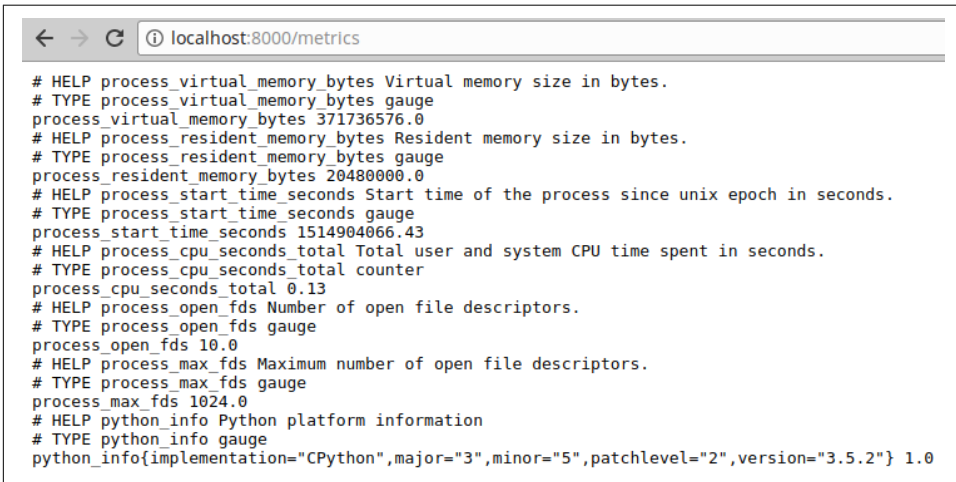 localhost:8000/metrics
# HELP process_virtual_memory_bytes Virtual memory size in bytes.
# TYPE process_virtual_memory_bytes gauge
process_virtual_memory_bytes 371736576.0
# HELP process_resident_memory_bytes Resident memory size in bytes.
# TYPE process_resident_memory_bytes gauge
process_resident_memory_bytes 20480000.0
# HELP process_start_time_seconds Start time of the process since unix epoch in seconds.
# TYPE process_start_time_seconds gauge
process_start_time_seconds 1514904066.43
# HELP process_cpu_seconds_total Total user and system CPU time spent in seconds.
# TYPE process_cpu_seconds_total counter
process_cpu_seconds_total 0.13
# HELP process_open_fds Number of open file descriptors.
# TYPE process_open_fds gauge
process_open_fds 10.0
# HELP process_max_fds Maximum number of open file descriptors.
# TYPE process_max_fds gauge
process_max_fds 1024.0
# HELP python_info Python platform information
# TYPE python_info gauge
python_info{implementation="CPython",major="3",minor="5",patchlevel="2",version="3.5.2"} 1.0